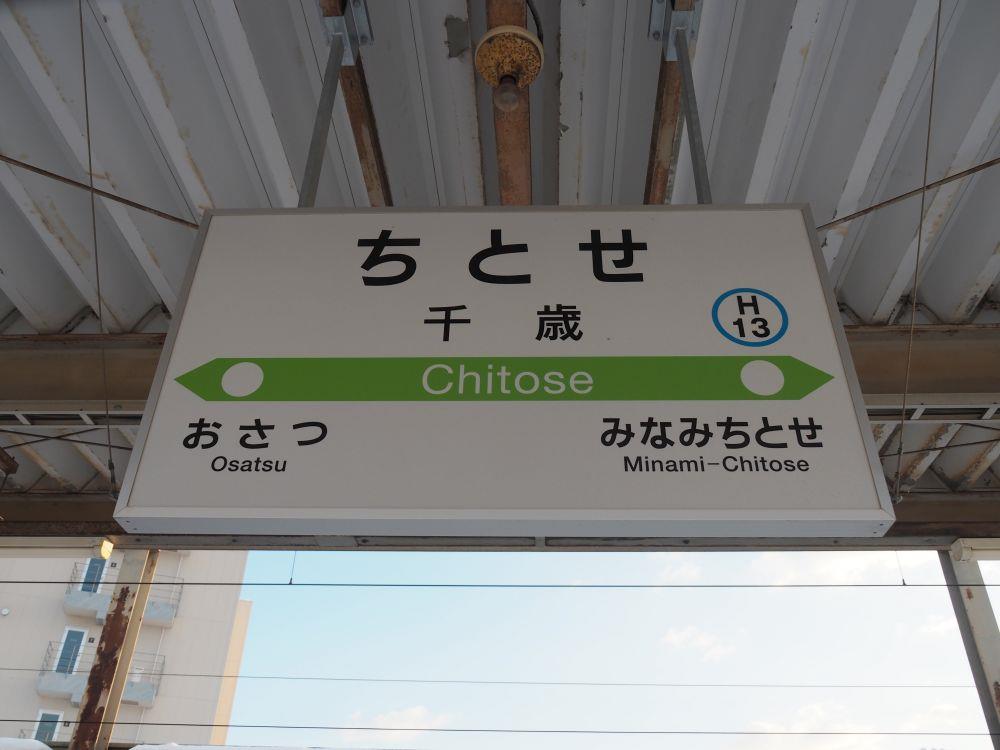 ちとせ
千歳
H
13
Chitose
おさつ
Osatsu
みなみちとせ
Minami-Chitose